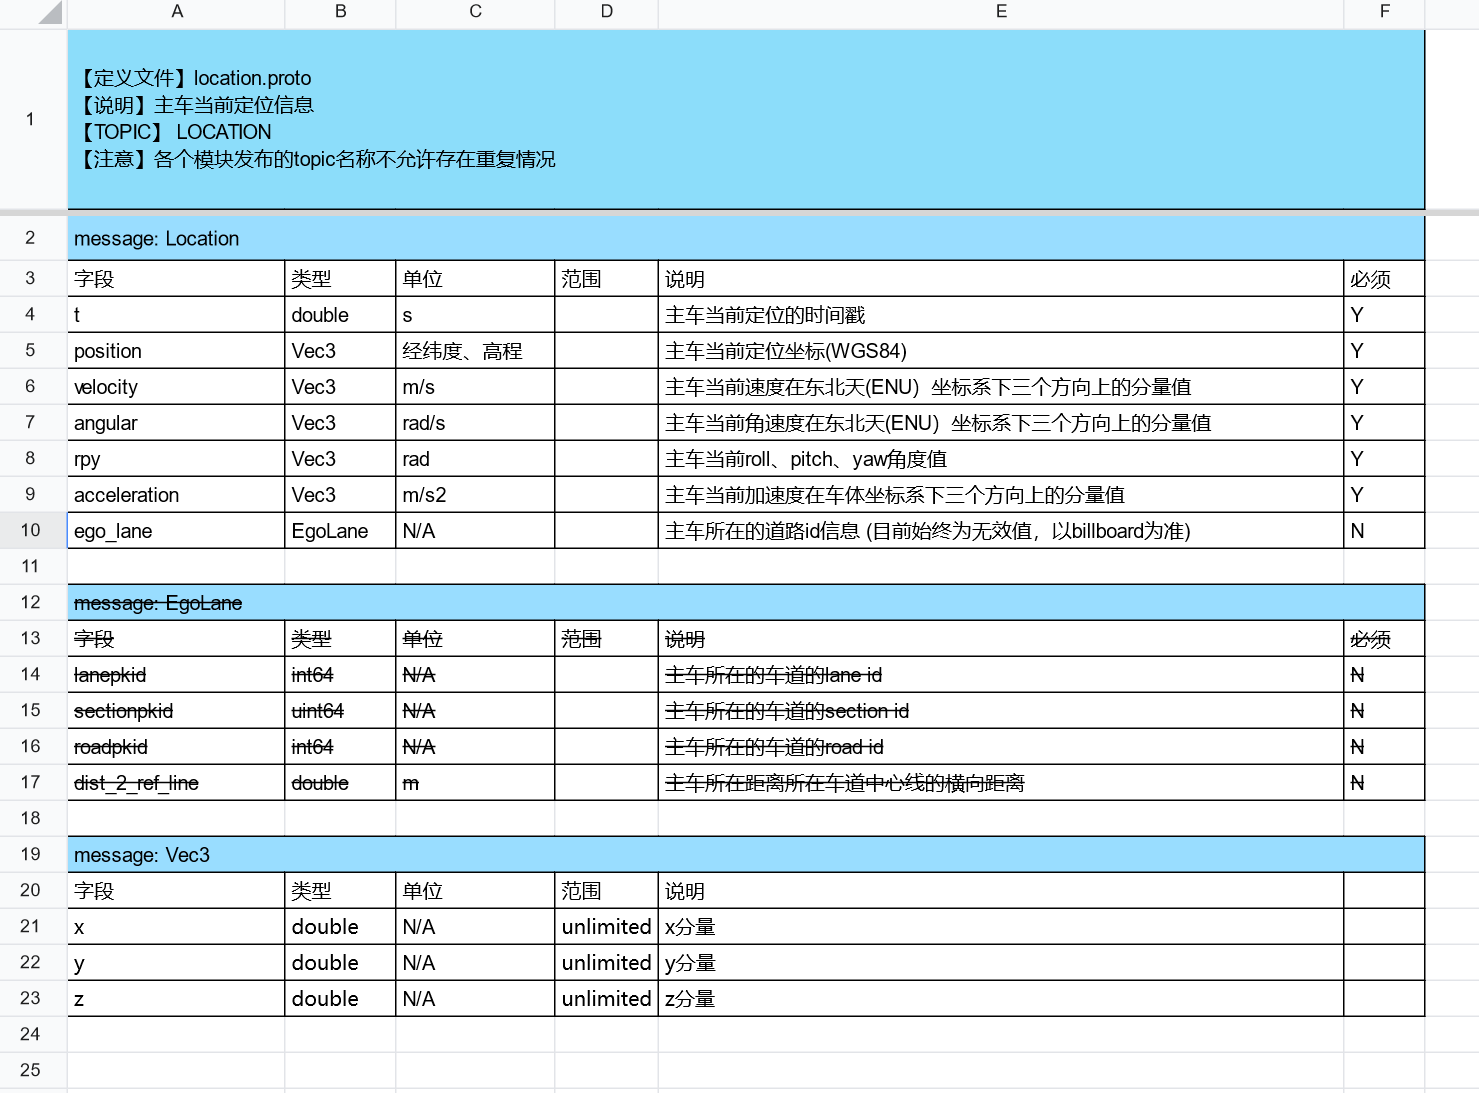 A B C D E F
1
【定义文件】location.proto
【说明】主车当前定位信息
【TOPIC】 LOCATION
【注意】各个模块发布的topic名称不允许存在重复情况
2 message: Location
3 字段 类型 单位 范围 说明 必须
4 t double s 主车当前定位的时间戳 Y
5 position Vec3 经纬度、高程 主车当前定位坐标(WGS84) Y
6 velocity Vec3 m/s 主车当前速度在东北天(ENU）坐标系下三个方向上的分量值 Y
7 angular Vec3 rad/s 主车当前角速度在东北天(ENU）坐标系下三个方向上的分量值 Y
8 rpy Vec3 rad 主车当前roll、pitch、yaw角度值 Y
9 acceleration Vec3 m/s2 主车当前加速度在车体坐标系下三个方向上的分量值 Y
10 ego_lane EgoLane N/A 主车所在的道路id信息 (目前始终为无效值，以billboard为准) N
11
12 message: EgoLane
13 字段 类型 单位 范围 说明 必须
14 lanepkid int64 N/A 主车所在的车道的lane id N
15 sectionpkid uint64 N/A 主车所在的车道的section id N
16 roadpkid int64 N/A 主车所在的车道的road id N
17 dist_2_ref_line double m 主车所在距离所在车道中心线的横向距离 N
18
19 message: Vec3
20 字段 类型 单位 范围 说明
21 x double N/A unlimited x分量
22 y double N/A unlimited y分量
23 z double N/A unlimited z分量
24
25